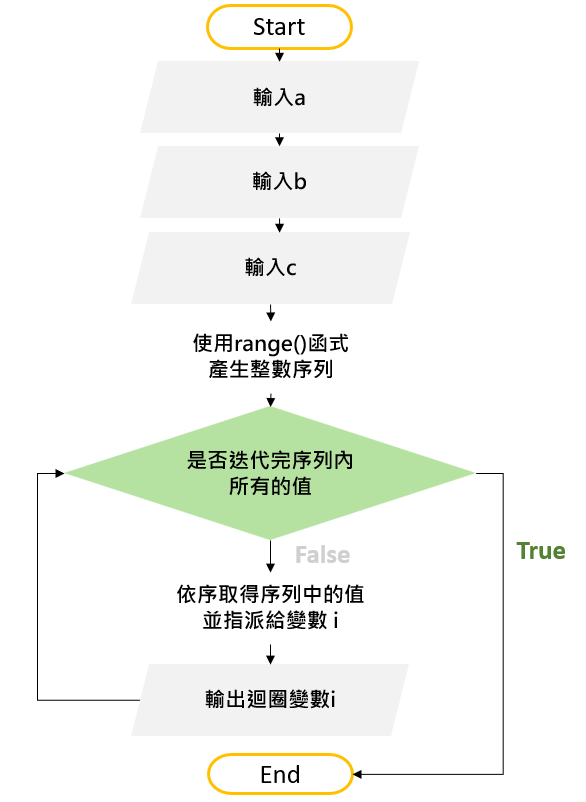 Start
輸入a
輸入b
輸入c
使用range()函式
產生整數序列
是否迭代完序列內
所有的值
False
True
依序取得序列中的值
並指派給變數 i
輸出迴圈變數i
End